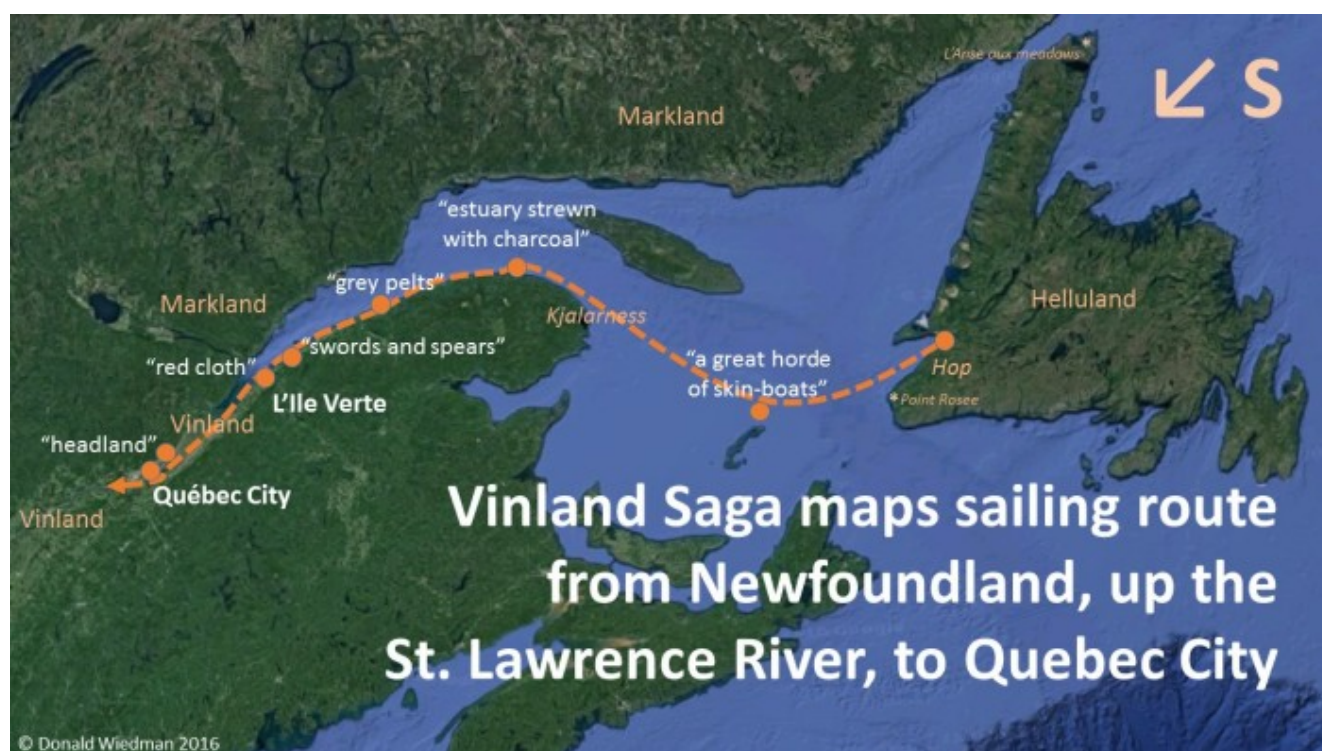 L'Anse aux meadows
S
Markland
"estuary strewn
with charcoal"
"grey pelts"
Markland
Kjalarness
Helluland
"swords and spears"
"red cloth"
"a great horde
of skin-boats"
Hop
L'Ile Verte
*Point Rosee
Vinland
"headland"
Québec City
Vinland
Vinland Saga maps sailing route
from Newfoundland, up the
St. Lawrence River, to Quebec City
© Donald Wiedman 2016